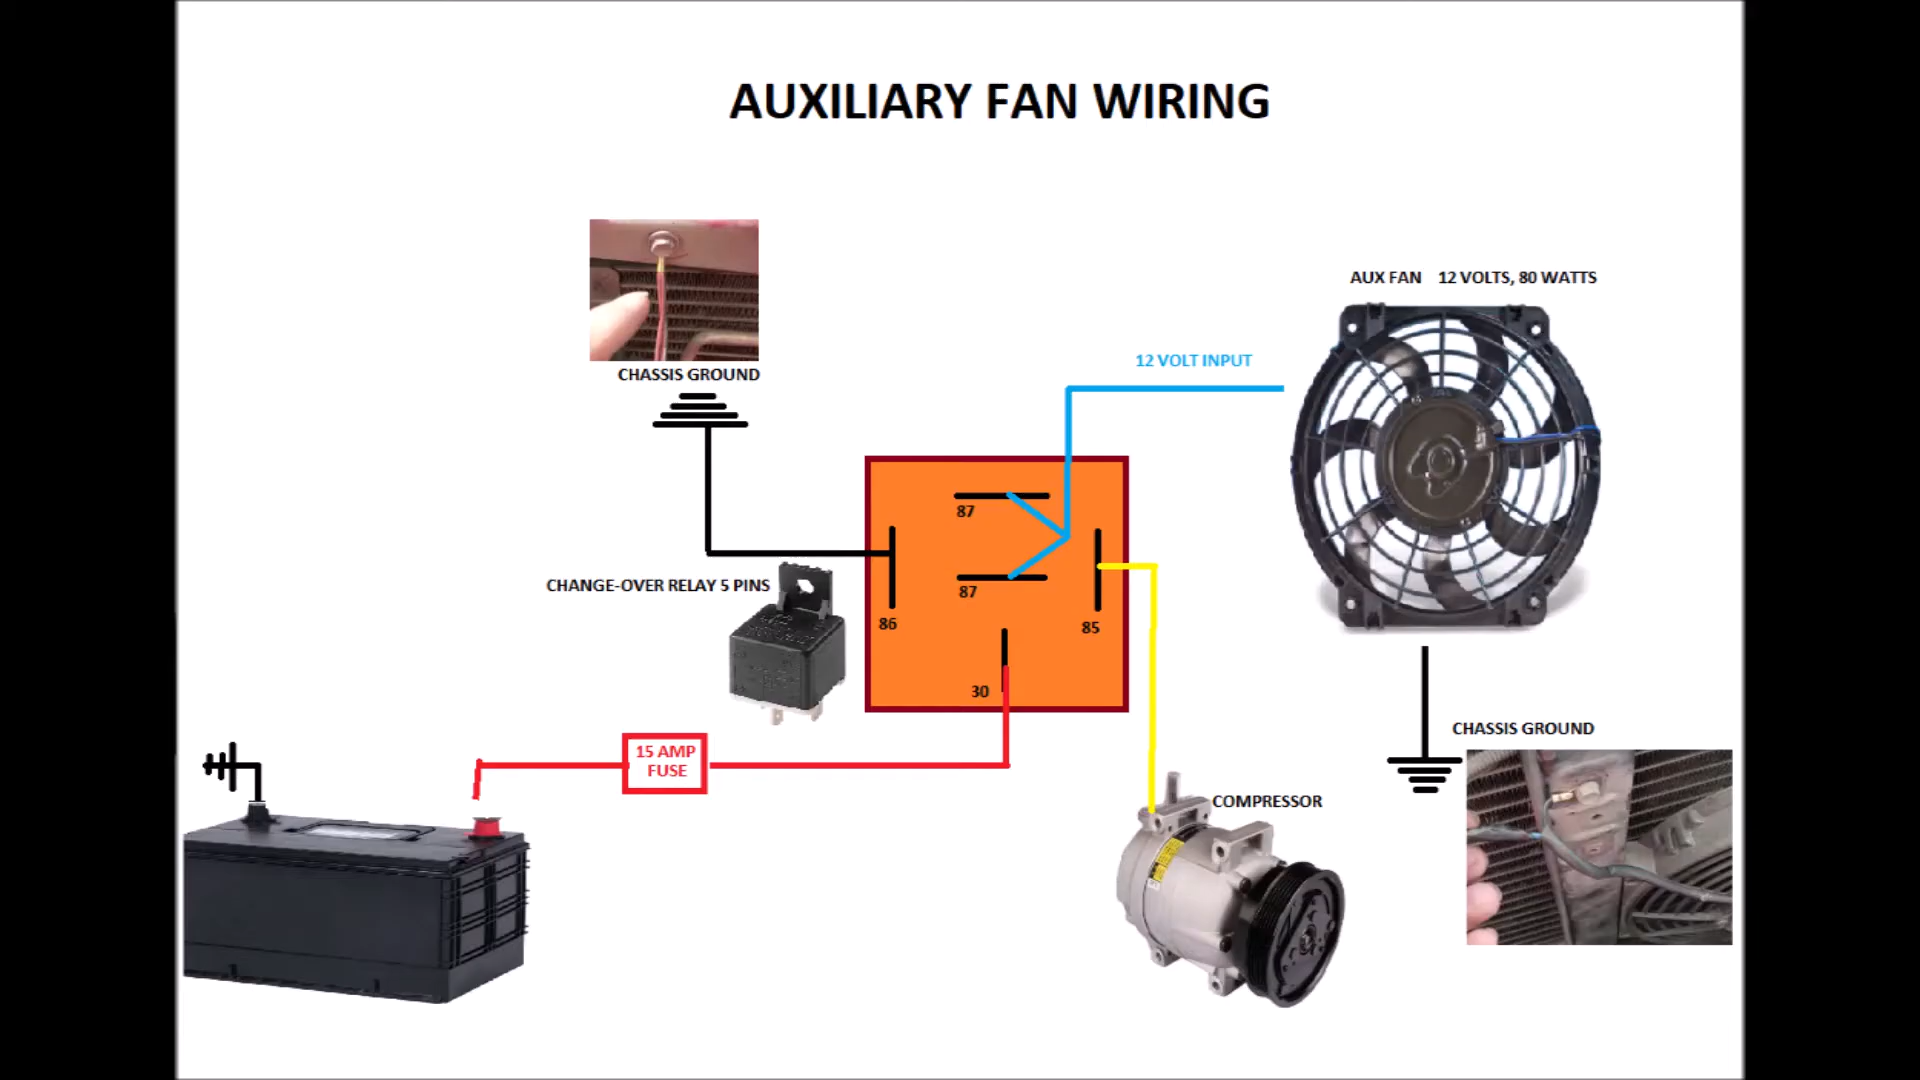 AUXILIARY FAN WIRING
AUX FAN 12 VOLTS, 80 WATTS
12 VOLT INPUT
CHASSIS GROUND
87
CHANGE-OVER RELAY 5 PINS
87
86
85
30
CHASSIS GROUND
15 AMP
FUSE
COMPRESSOR